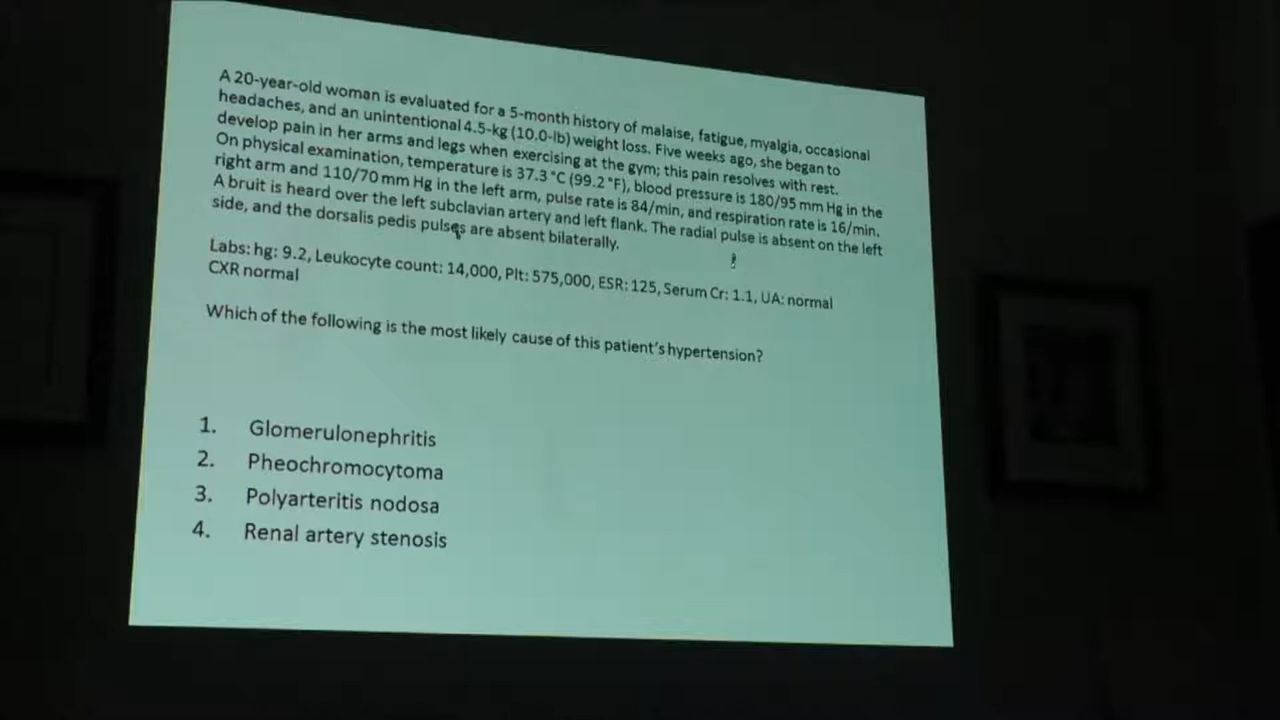 A 20-year-old woman is evaluated for a 5-month history of malaise, fatigue, myalgia, occasional
headaches, and an unintentional 4.5-kg (10.0-lb) weight loss. Five weeks ago, she began to
develop pain in her arms and legs when exercising at the gym; this pain resolves with rest.
On physical examination, temperature is 37.3 °C (99.2 °F), blood pressure is 180/95 mm Hg in the
right arm and 110/70 mm Hg in the left arm, pulse rate is 84/min, and respiration rate is 16/min.
A bruit is heard over the left subclavian artery and left flank. The radial pulse is absent on the left
side, and the dorsalis pedis pulses are absent bilaterally.
Labs: hg: 9.2, Leukocyte count: 14,000, Plt: 575,000, ESR: 125, Serum Cr: 1.1, UA: normal
CXR normal
Which of the following is the most likely cause of this patient's hypertension?
1. Glomerulonephritis
2. Pheochromocytoma
3. Polyarteritis nodosa
4. Renal artery stenosis